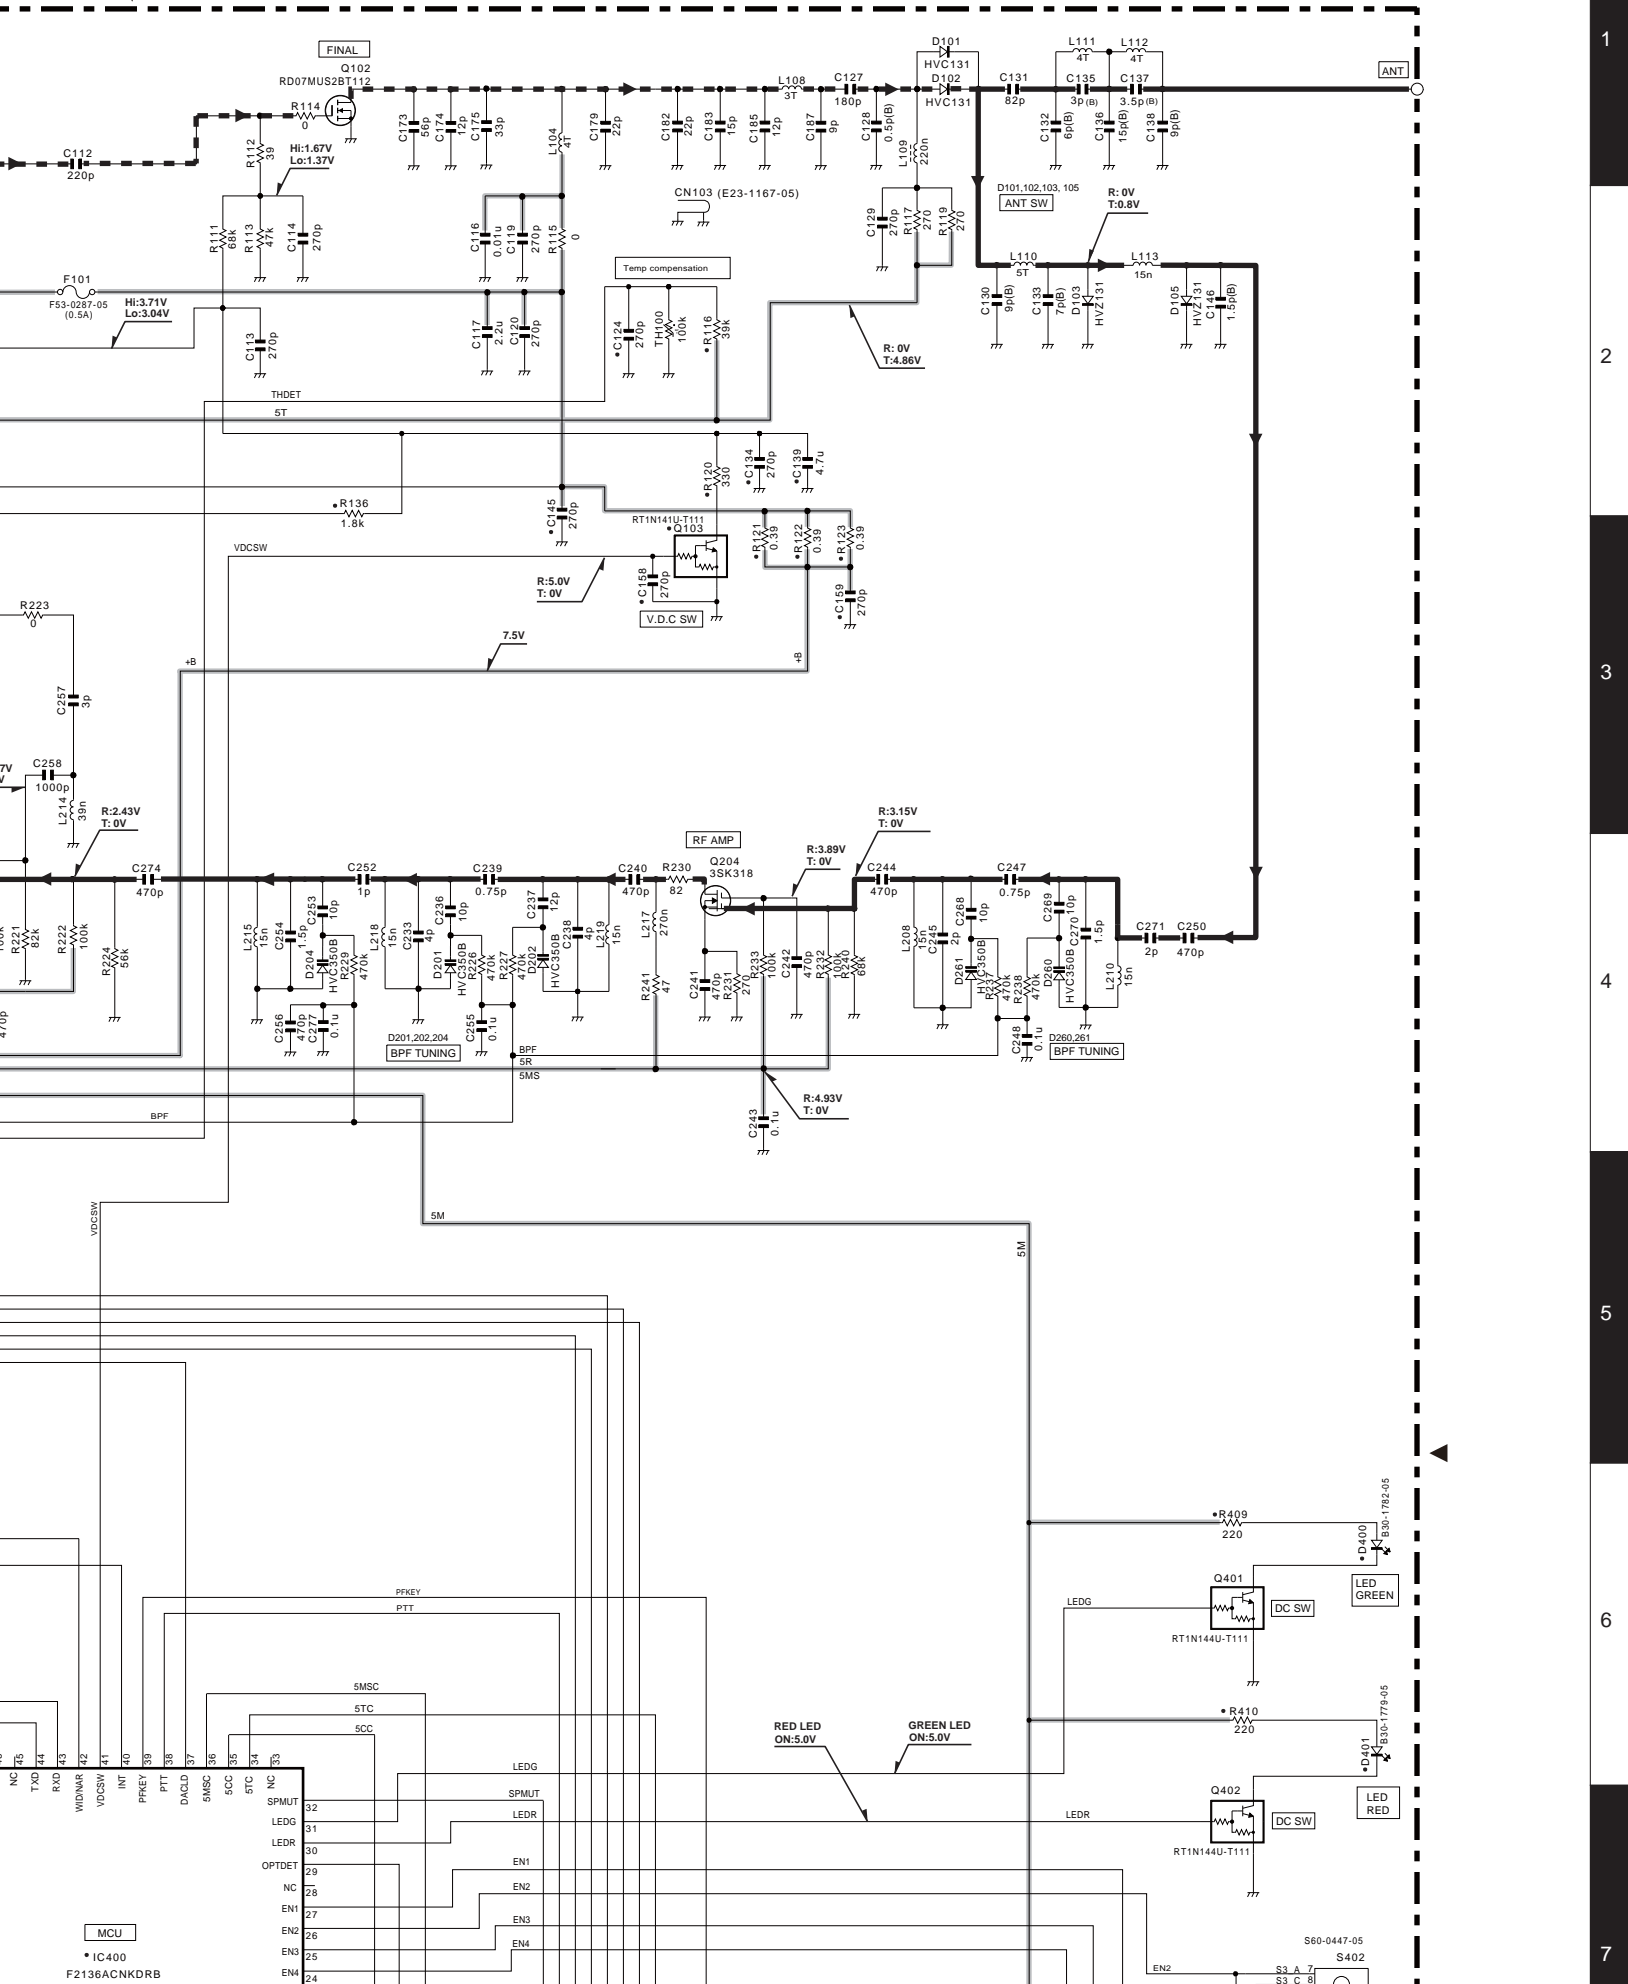 1
2
3
4
5
6
7
FINAL
Q102
RD07MUS2BT112
R114
0
C112
220p
R112
39
Hi:1.67V
Lo:1.37V
R111
68k
R113
47k
C114
270p
F101
F53-0287-05
(0.5A)
Hi:3.71V
Lo:3.04V
C113
270p
C173
56p
C174
12p
C175
33p
L104
4T
C179
22p
C182
22p
C183
15p
C185
12p
L108
3T
C187
9p
C127
180p
C128
0.5p(B)
D101
HVC131
D102
HVC131
C131
82p
L111
4T
L112
4T
C135
3p(B)
C137
3.5p(B)
C132
6p(B)
C136
15p(B)
C138
9p(B)
ANT
L109
220n
C129
270p
R117
270
R119
270
CN103 (E23-1167-05)
D101,102,103, 105
ANT SW
R: 0V
T:0.8V
L110
5T
L113
15n
C130
9p(B)
C133
7p(B)
D103
HVZ131
D105
HVZ131
C146
1.5p(B)
C116
0.01u
C119
270p
R115
0
C117
2.2u
C120
270p
Temp compensation
C124
270p
TH100
100k
R116
39k
R: 0V
T:4.86V
THDET
5T
R120
330
C134
270p
C139
4.7u
R136
1.8k
C145
270p
RT1N141U-T111
Q103
R121
0.39
R122
0.39
R123
0.39
VDCSW
R:5.0V
T: 0V
C158
270p
C159
270p
V.D.C SW
7.5V
+B
+B
R223
0
C257
3p
C258
1000p
L214
39n
7V
R:2.43V
T: 0V
C274
470p
C252
1p
C239
0.75p
C240
470p
R230
82
RF AMP
Q204
3SK318
R:3.89V
T: 0V
R:3.15V
T: 0V
C244
470p
C247
0.75p
C271
2p
C250
470p
100k
R221
82k
R222
100k
R224
56k
470p
L215
15n
C254
1.5p
C253
10p
D204
HVC350B
R229
470k
L218
15n
C233
4p
C236
10p
D201
HVC350B
R226
470k
R227
470k
C237
12p
D202
HVC350B
C238
4p
L219
15n
L217
270n
R241
47
C241
470p
R231
270
R233
100k
C242
470p
R232
100k
R240
68k
L208
15n
C245
2p
C268
10p
D261
HVC350B
R237
470k
R238
470k
C269
10p
D260
HVC350B
C270
1.5p
L210
15n
C256
470p
C277
0.1u
C255
0.1u
D201,202,204
BPF TUNING
C248
0.1u
D260,261
BPF TUNING
BPF
5R
5MS
BPF
R:4.93V
T: 0V
C243
0.1u
VDCSW
5M
5M
R409
220
D400
B30-1782-05
Q401
LED
GREEN
LEDG
DC SW
RT1N144U-T111
PFKEY
PTT
5MSC
5TC
5CC
R410
220
D401
B30-1779-05
RED LED
ON:5.0V
GREEN LED
ON:5.0V
Q402
LED
RED
LEDG
SPMUT
LEDR
LEDR
DC SW
RT1N144U-T111
45
44
43
42
41
40
39
38
37
36
35
34
33
NC
TXD
RXD
WID/NAR
VDCSW
INT
PFKEY
PTT
DACLD
5MSC
5CC
5TC
NC
SPMUT
32
LEDG
31
LEDR
30
OPTDET
29
NC
28
EN1
27
EN2
26
EN3
25
EN4
24
EN1
EN2
EN3
EN4
MCU
IC400
F2136ACNKDRB
S60-0447-05
S402
EN2
S3_A 7
S3_C 8